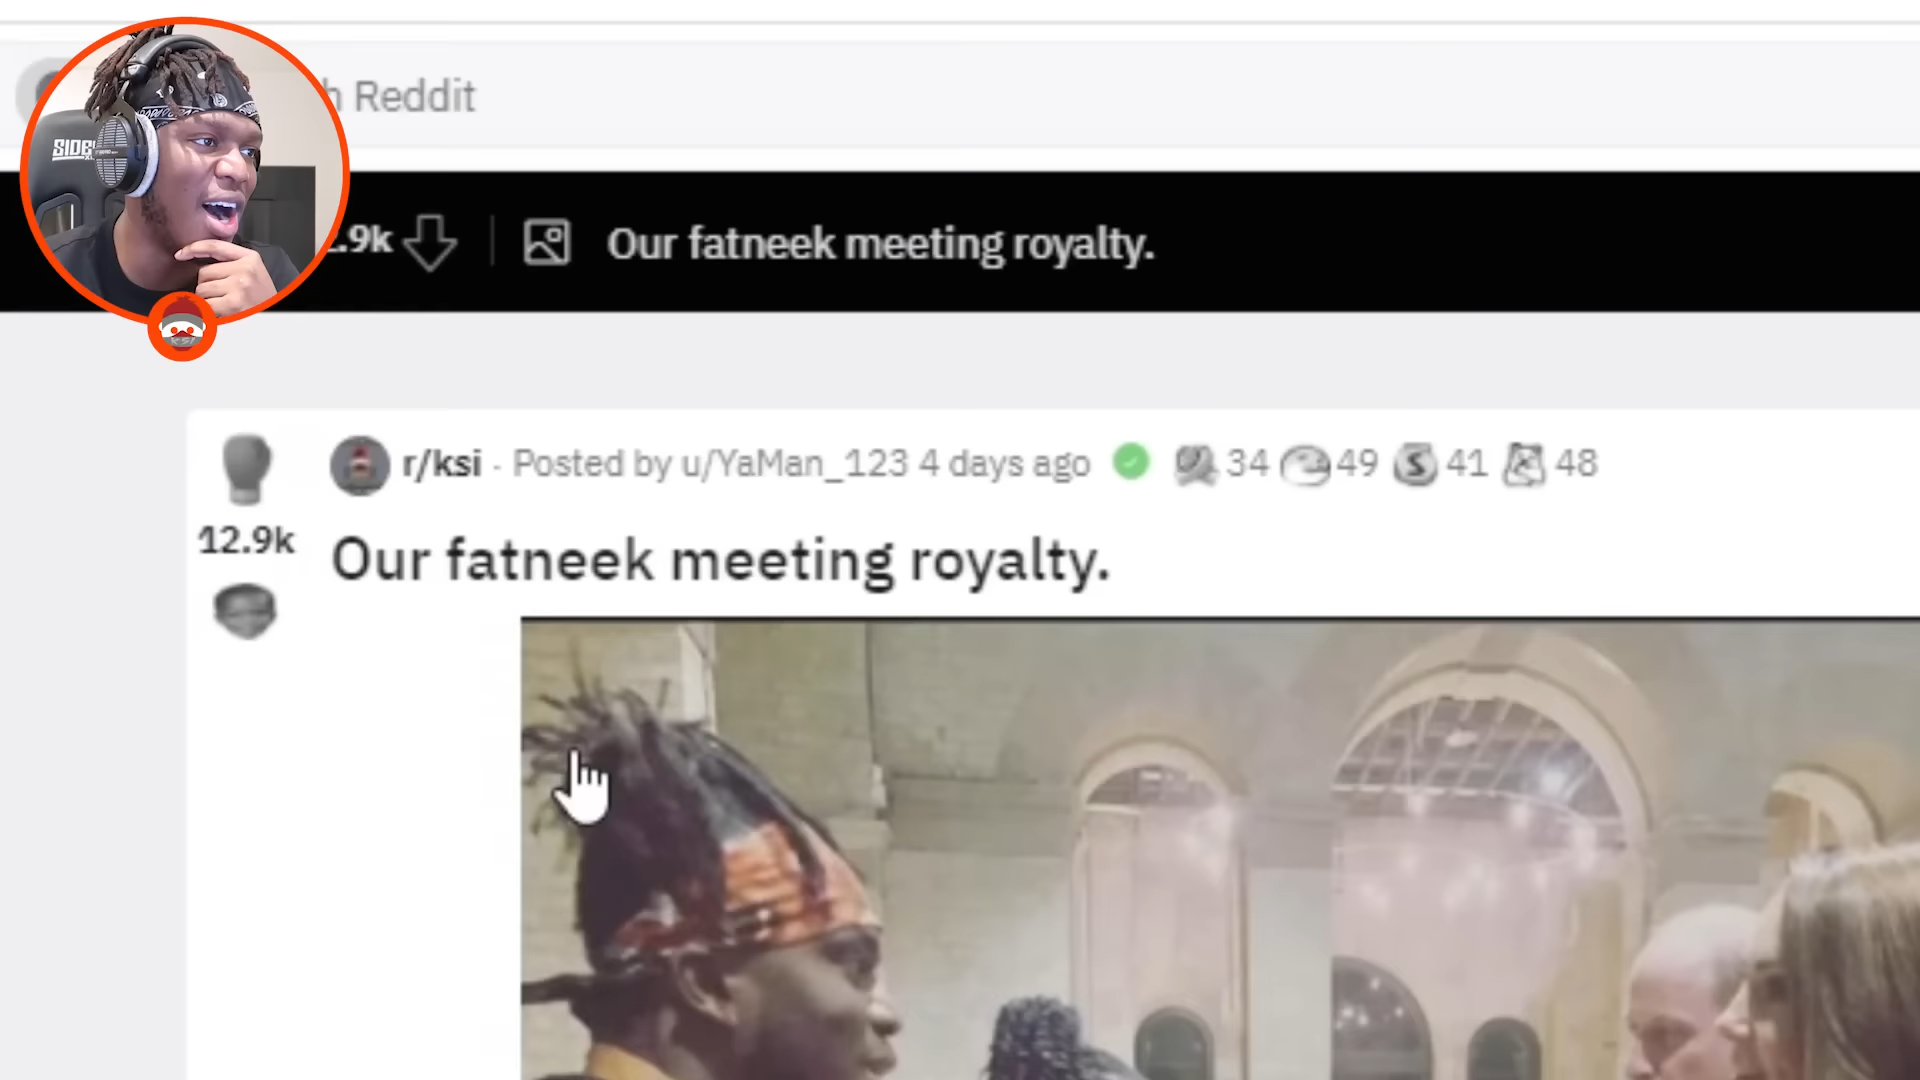 h Reddit
SIDE
.9k
Our fatneek meeting royalty.
r/ksi · Posted by u/YaMan_123 4 days ago 34 49 41 48
12.9k
Our fatneek meeting royalty.